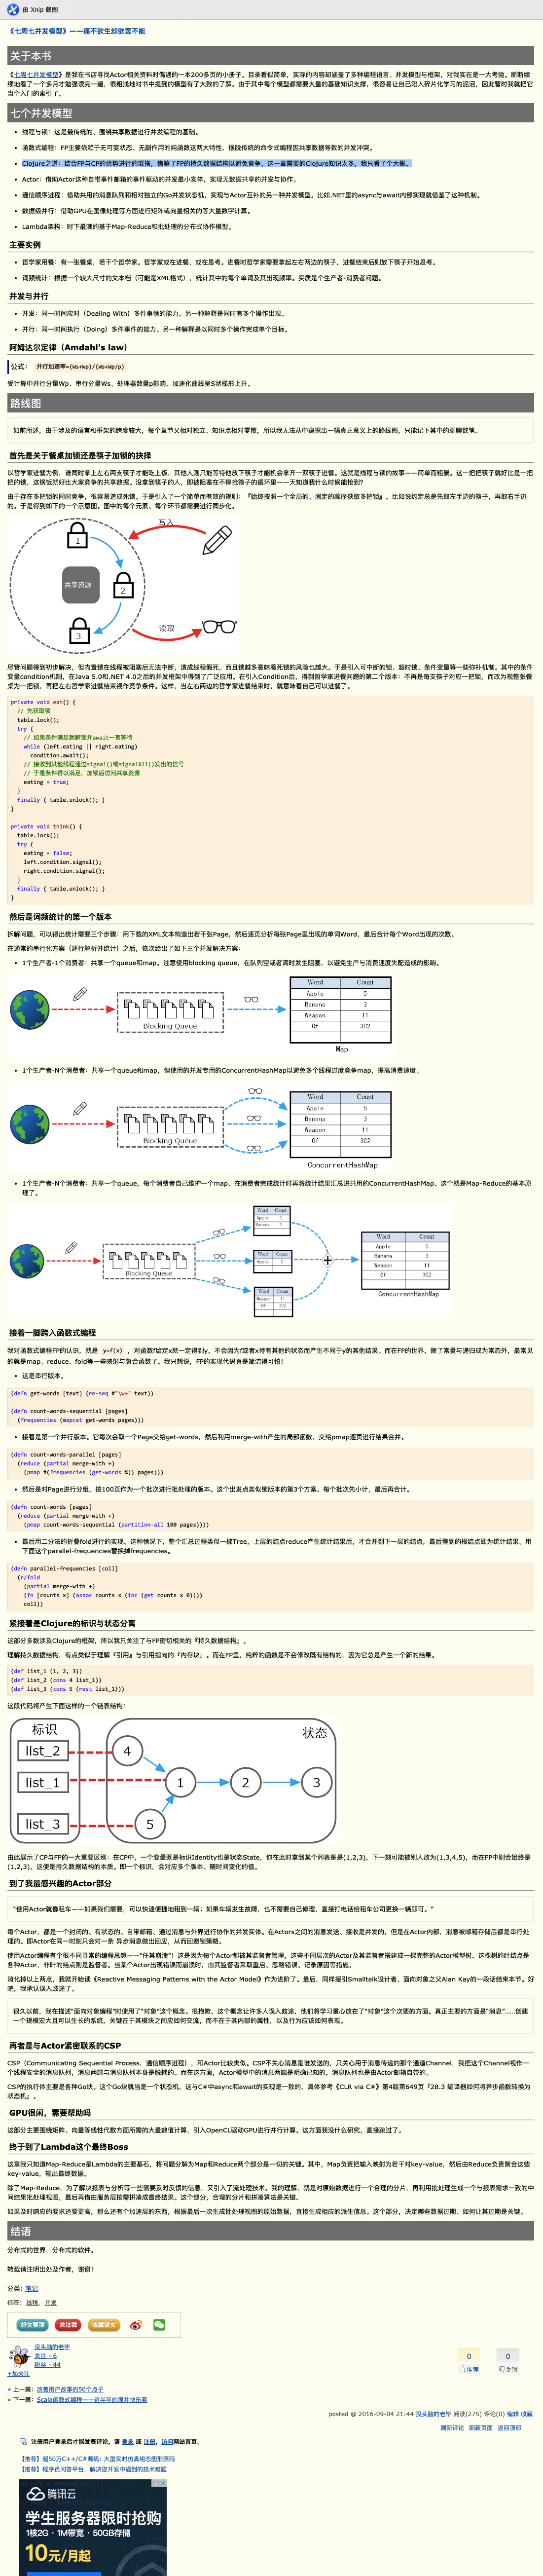 由 Xnip 截图
《七周七并发模型》——痛不欲生却欲罢不能
关于本书
《七周七并发模型》是我在书店寻找Actor相关资料时偶遇的一本200多页的小册子。目录看似简单，实际的内容却涵盖了多种编程语言、并发模型与框架，对我实在是一大考验。断断续
续地看了一个多月才勉强读完一遍，很粗浅地对书中提到的模型有了大致的了解。由于其中每个模型都需要大量的基础知识支撑，很容易让自己陷入碎片化学习的泥沼，因此暂时我就把它
当个入门的索引了。
七个并发模型
线程与锁：这是最传统的、围绕共享数据进行并发编程的基础。
函数式编程：FP主要依赖于无可变状态、无副作用的纯函数这两大特性，摆脱传统的命令式编程因共享数据导致的并发冲突。
Clojure之道：结合FP与CP的优势进行的混搭，借鉴了FP的持久数据结构以避免竞争。这一章需要的Clojure知识太多，我只看了个大概。
Actor：借助Actor这种自带事件邮箱的事件驱动的并发最小实体，实现无数据共享的并发与协作。
通信顺序进程：借助共用的消息队列和相对独立的Go并发状态机，实现与Actor互补的另一种并发模型。比如.NET里的async与await内部实现就借鉴了这种机制。
数据级并行：借助GPU在图像处理等方面进行矩阵或向量相关的等大量数字计算。
Lambda架构：时下最潮的基于Map-Reduce和批处理的分布式协作模型。
主要实例
哲学家用餐：有一张餐桌，若干个哲学家。哲学家或在进餐、或在思考。进餐时哲学家需要拿起左右两边的筷子，进餐结束后则放下筷子开始思考。
词频统计：根据一个较大尺寸的文本档（可能是XML格式），统计其中的每个单词及其出现频率。实质是个生产者-消费者问题。
并发与并行
并发：同一时间应对（Dealing With）多件事情的能力。另一种解释是同时有多个操作出现。
并行：同一时间执行（Doing）多件事件的能力。另一种解释是以同时多个操作完成单个目标。
阿姆达尔定律（Amdahl's law）
公式： 并行加速率=(Ws+Wp)/(Ws+Wp/p)
受计算中并行分量Wp、串行分量Ws、处理器数量p影响，加速化曲线呈S状梯形上升。
路线图
如前所述，由于涉及的语言和框架的跨度较大，每个章节又相对独立、知识点相对零散，所以我无法从中窥探出一幅真正意义上的路线图，只能记下其中的聊聊数笔。
首先是关于餐桌加锁还是筷子加锁的抉择
以哲学家进餐为例，谁同时拿上左右两支筷子才能吃上饭，其他人则只能等待他放下筷子才能机会拿齐一双筷子进餐。这就是线程与锁的故事——简单而粗暴。这一把把筷子就好比是一把
把的锁，这锅饭就好比大家竞争的共享数据。没拿到筷子的人，即被阻塞在不停抢筷子的循环里——天知道我什么时候能抢到？
由于存在多把锁的同时竞争，很容易造成死锁。于是引入了一个简单而有效的规则：『始终按照一个全局的、固定的顺序获取多把锁』。比如说约定总是先取左手边的筷子，再取右手边
的。于是得到如下的一个示意图。图中的每个元素、每个环节都需要进行同步化。
写入
1
共享资源
2
3
读取
尽管问题得到初步解决，但内置锁在线程被阻塞后无法中断，造成线程假死，而且锁越多意味着死锁的风险也越大。于是引入可中断的锁、超时锁、条件变量等一些弥补机制。其中的条件
变量condition机制，在Java 5.0和.NET 4.0之后的并发框架中得到了广泛应用。在引入Condition后，得到哲学家进餐问题的第二个版本：不再是每支筷子对应一把锁，而改为视整张餐
桌为一把锁，再把左右哲学家进餐结束视作竞争条件。这样，当左右两边的哲学家进餐结束时，就意味着自己可以进餐了。
private void eat() {
// 先获取锁
table.lock();
try {
// 如果条件满足就解锁并await一直等待
while (left.eating || right.eating)
condition.await();
// 接收到其他线程通过signal()或signalAll()发出的信号
// 于是条件得以满足，加锁后访问共享资源
eating = true;
}
finally { table.unlock(); }
}
private void think() {
table.lock();
try {
eating = false;
left.condition.signal();
right.condition.signal();
}
finally { table.unlock(); }
}
然后是词频统计的第一个版本
拆解问题，可以得出统计需要三个步骤：用下载的XML文本构造出若干张Page，然后逐页分析每张Page里出现的单词Word，最后合计每个Word出现的次数。
在通常的串行化方案（逐行解析并统计）之后，依次给出了如下三个并发解决方案：
1个生产者-1个消费者：共享一个queue和map。注意使用blocking queue，在队列空或者满时发生阻塞，以避免生产与消费速度失配造成的影响。
Blocking Queue
Word Count
Apple 5
Banana 3
Weapon 11
Of 302
Map
1个生产者-N个消费者：共享一个queue和map，但使用的并发专用的ConcurrentHashMap以避免多个线程过度竞争map，提高消费速度。
Blocking Queue
Word Count
Apple 5
Banana 3
Weapon 11
Of 302
ConcurrentHashMap
1个生产者-N个消费者：共享一个queue，每个消费者自己维护一个map，在消费者完成统计时再将统计结果汇总进共用的ConcurrentHashMap。这个就是Map-Reduce的基本原
理了。
Blocking Queue
Word Count
Apple
Banana
Word Count
Apple
Word Count
Weapon 11
Of
Word Count
Apple 5
Banana 3
Weapon 11
Of 302
ConcurrentHashMap
接着一脚跨入函数式编程
我对函数式编程FP的认识，就是 y=f(x) ，对函数f给定x就一定得到y，不会因为f或者x持有其他的状态而产生不同于y的其他结果。而在FP的世界，除了常量与递归成为常态外，最常见
的就是map、reduce、fold等一些映射与聚合函数了。我只想说，FP的实现代码真是简洁得可怕！
这是串行版本。
(defn get-words [text] (re-seq #"\w+" text))
(defn count-words-sequential [pages]
(frequencies (mapcat get-words pages)))
接着是第一个并行版本。它每次会取一个Page交给get-words，然后利用merge-with产生的局部函数，交给pmap逐页进行结果合并。
(defn count-words-parallel [pages]
(reduce (partial merge-with +)
(pmap #(frequencies (get-words %)) pages)))
然后是对Page进行分组，按100页作为一个批次进行批处理的版本。这个出发点类似锁版本的第3个方案。每个批次先小计，最后再合计。
(defn count-words [pages]
(reduce (partial merge-with +)
(pmap count-words-sequential (partition-all 100 pages))))
最后用二分法的折叠fold进行的实现。这种情况下，整个汇总过程类似一棵Tree，上层的结点reduce产生统计结果后，才会并到下一层的结点，最后得到的根结点即为统计结果。用
下面这个parallel-frequencies替换掉frequencies。
(defn parallel-frequencies [coll]
(r/fold
(partial merge-with +)
(fn [counts x] (assoc counts x (inc (get counts x 0))))
coll))
紧接着是Clojure的标识与状态分离
这部分多数涉及Clojure的框架，所以我只关注了与FP密切相关的『持久数据结构』。
理解持久数据结构，有点类似于理解『引用』与引用指向的『内存块』。而在FP里，纯粹的函数是不会修改既有结构的，因为它总是产生一个新的结果。
(def list_1 (1, 2, 3))
(def list_2 (cons 4 list_1))
(def list_3 (cons 5 (rest list_1)))
这段代码将产生下面这样的一个链表结构：
标识
状态
list_2
4
list_1
1
2
3
list_3
5
由此展示了CP与FP的一大重要区别：在CP中，一个变量既是标识Identity也是状态State，你在此时拿到某个列表是是{1,2,3}，下一刻可能被别人改为{1,3,4,5}，而在FP中则会始终是
{1,2,3}，这便是持久数据结构的本质。即一个标识，会对应多个版本、随时间变化的值。
到了我最感兴趣的Actor部分
“使用Actor就像租车——如果我们需要，可以快速便捷地租到一辆；如果车辆发生故障，也不需要自己修理，直接打电话给租车公司更换一辆即可。”
每个Actor，都是一个封闭的、有状态的、自带邮箱、通过消息与外界进行协作的并发实体。在Actors之间的消息发送、接收是并发的，但是在Actor内部，消息被邮箱存储后都是串行处
理的。即Actor在同一时刻只会对一条 异步消息做出回应，从而回避锁策略。
使用Actor编程有个很不同寻常的编程思想——“任其崩溃”！这是因为每个Actor都被其监督者管理，这些不同层次的Actor及其监督者搭建成一棵完整的Actor模型树。这棵树的叶结点是
各种Actor，非叶的结点则是监督者。当某个Actor出现错误而崩溃时，由其监督者采取重启、忽略错误、记录原因等措施。
消化掉以上两点，我就开始读《Reactive Messaging Patterns with the Actor Model》作为进阶了。最后，同样援引Smalltalk设计者、面向对象之父Alan Kay的一段话结束本节。好
吧，我承认误入歧途了。
很久以前，我在描述“面向对象编程”时使用了“对象”这个概念。很抱歉，这个概念让许多人误入歧途，他们将学习重心放在了“对象”这个次要的方面。真正主要的方面是“消息”……创建
一个规模宏大且可以生长的系统，关键在于其模块之间应如何交流，而不在于其内部的属性，以及行为应该如何表现。
再者是与Actor紧密联系的CSP
CSP（Communicating Sequential Process，通信顺序进程），和Actor比较类似。CSP不关心消息是谁发送的，只关心用于消息传递的那个通道Channel，我把这个Channel视作一
个线程安全的消息队列，消息两端与消息队列本身是脱耦的。而在这方面，Actor模型中的消息两端是明确已知的，消息队列也是由Actor邮箱自带的。
CSP的执行体主要是各种Go块。这个Go块就当是一个状态机，这与C#中async和await的实现是一致的，具体参考《CLR via C#》第4版第649页『28.3 编译器如何将异步函数转换为
状态机』。
GPU很闲，需要帮助吗
这部分主要围绕矩阵、向量等线性代数方面所需的大量数值计算，引入OpenCL驱动GPU进行并行计算。这方面我没什么研究，直接跳过了。
终于到了Lambda这个最终Boss
这章我只知道Map-Reduce是Lambda的主要基石，将问题分解为Map和Reduce两个部分是一切的关键。其中，Map负责把输入映射为若干对key-value，然后由Reduce负责聚合这些
key-value，输出最终数据。
除了Map-Reduce，为了解决报表与分析等一些需要及时反馈的信息，又引入了流处理技术。我的理解，就是对原始数据进行一个合理的分片，再利用批处理生成一个与报表需求一致的中
间结果批处理视图，最后再借由服务层按需拼凑成最终结果。这个部分，合理的分片和拼凑算法是关键。
如果及时响应的要求还要更高，那么还有个加速层的东西，根据最后一次生成批处理视图的原始数据，直接生成相应的派生信息。这个部分，决定哪些数据过期、如何让其过期是关键。
结语
分布式的世界、分布式的软件。
转载请注明出处及作者，谢谢！
分类: 笔记
标签: 线程, 并发
好文要顶 关注我 收藏该文
没头脑的老毕
关注 - 6
粉丝 - 44
+加关注
0 推荐
0 反对
« 上一篇：改善用户故事的50个点子
» 下一篇：Scala函数式编程——近半年的痛并快乐着
posted @ 2016-09-04 21:44 没头脑的老毕 阅读(275) 评论(0) 编辑 收藏
刷新评论 刷新页面 返回顶部
注册用户登录后才能发表评论，请 登录 或 注册，访问网站首页。
【推荐】超50万C++/C#源码: 大型实时仿真组态图形源码
【推荐】程序员问答平台，解决您开发中遇到的技术难题
腾讯云
学生服务器限时抢购
1核2G · 1M带宽 · 50GB存储
10元/月起